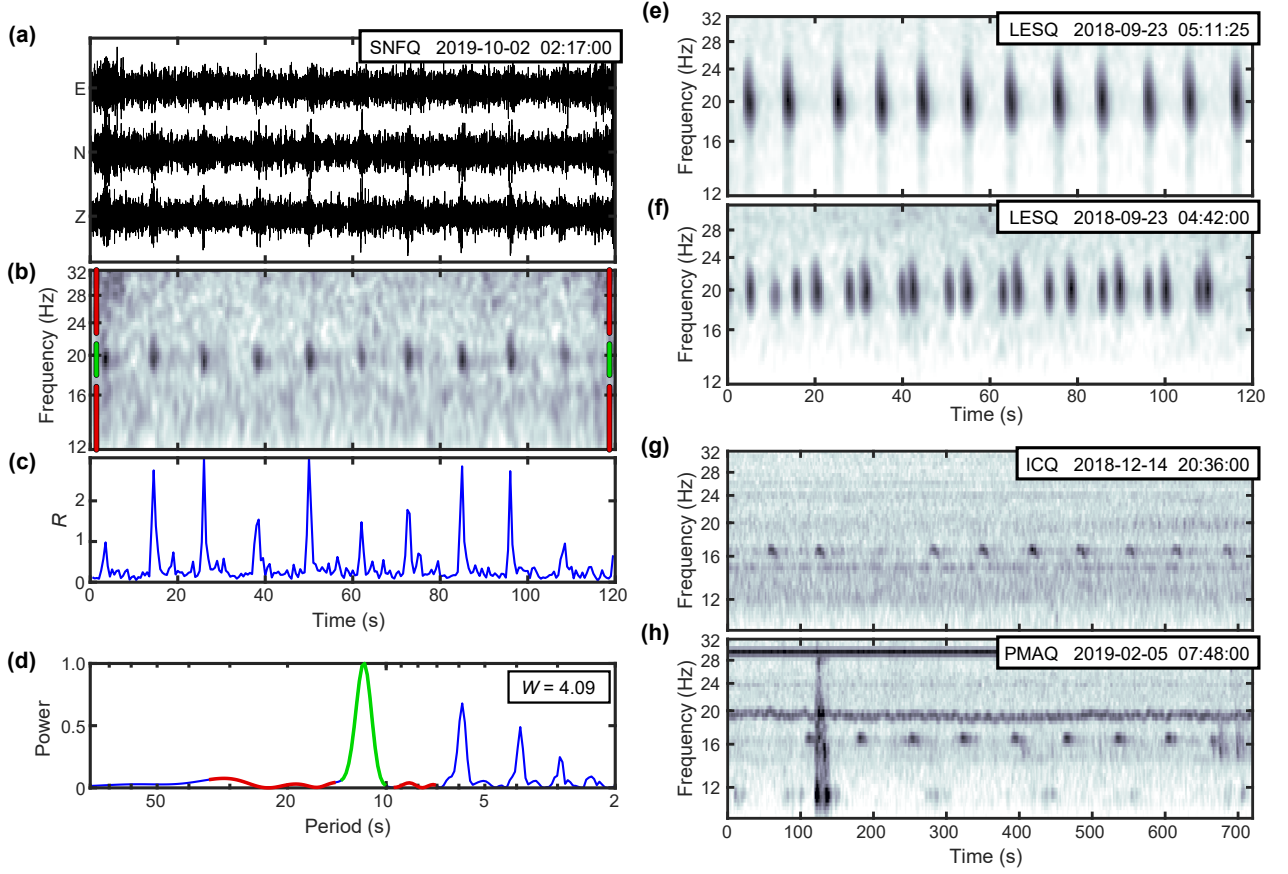 (a)
SNFQ 2019-10-02 02:17:00
E
N
Z
(b)
Frequency (Hz)
32
28
24
20
16
12
(c)
R
2
1
0
0 20 40 60 80 100 120
Time (s)
(d)
Power
1.0
0.5
0
W = 4.09
50 20 10 5 2
Period (s)
(e)
LESQ 2018-09-23 05:11:25
Frequency (Hz)
32
28
24
20
16
12
(f)
LESQ 2018-09-23 04:42:00
Frequency (Hz)
28
24
20
16
12
0 20 40 60 80 100 120
Time (s)
(g)
ICQ 2018-12-14 20:36:00
Frequency (Hz)
32
28
24
20
16
12
(h)
PMAQ 2019-02-05 07:48:00
Frequency (Hz)
32
28
24
20
16
12
0 100 200 300 400 500 600 700
Time (s)